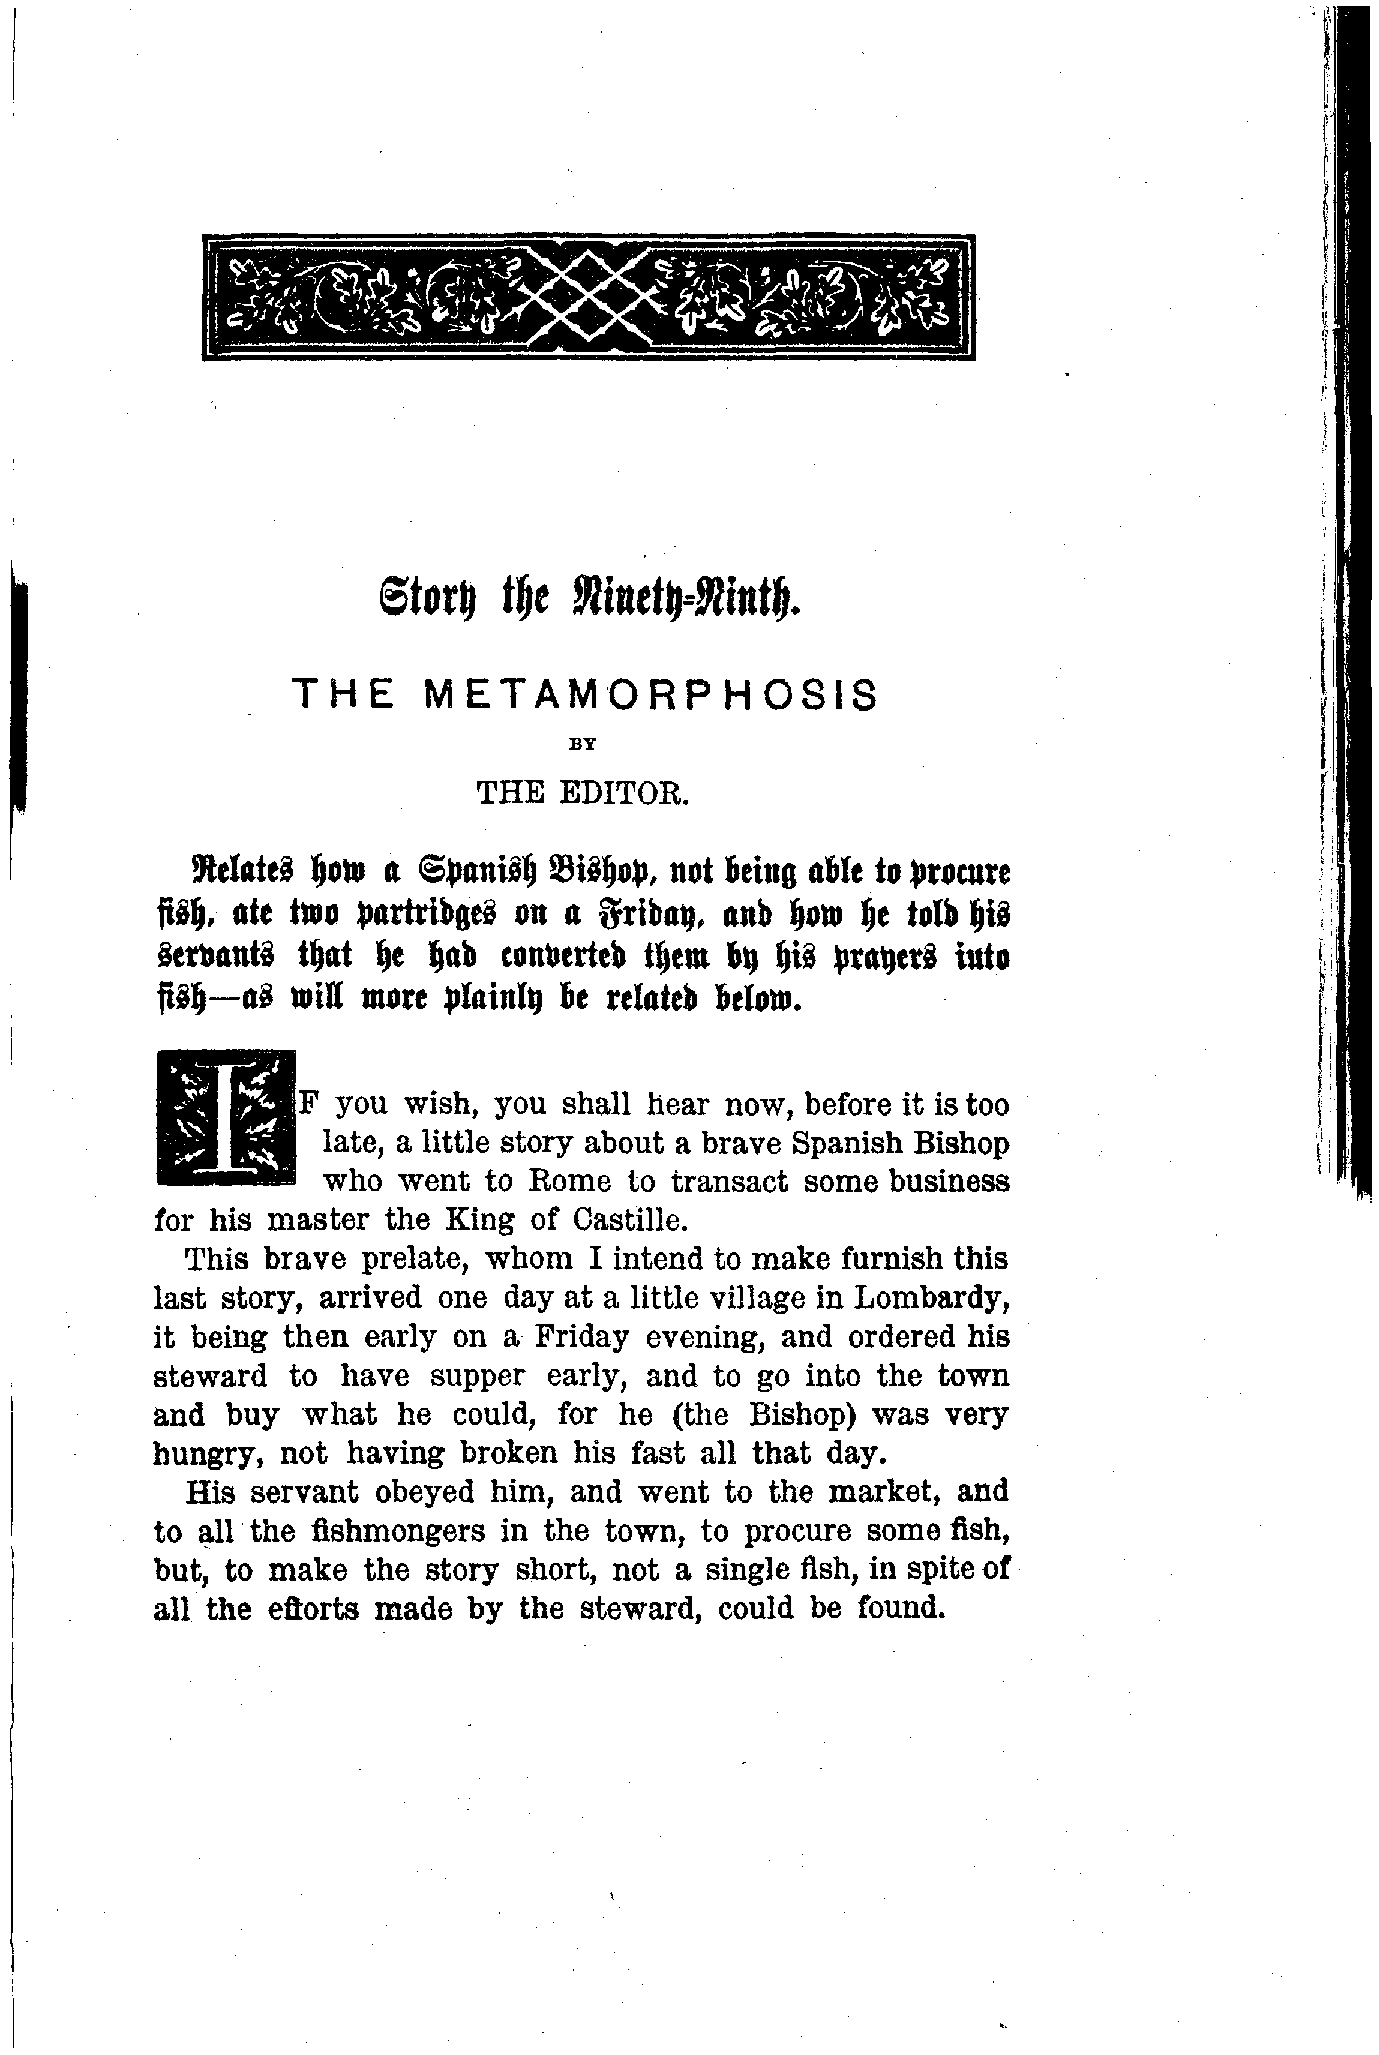 Story the Ninety-Ninth.
THE METAMORPHOSIS
BY
THE EDITOR.
Relates how a Spanish Bishop, not being able to procure
fish, ate two partridges on a Friday, and how he told his
servants that he had converted them by his prayers into
fish—as will more plainly be related below.
IF you wish, you shall hear now, before it is too
late, a little story about a brave Spanish Bishop
who went to Rome to transact some business
for his master the King of Castille.
This brave prelate, whom I intend to make furnish this
last story, arrived one day at a little village in Lombardy,
it being then early on a Friday evening, and ordered his
steward to have supper early, and to go into the town
and buy what he could, for he (the Bishop) was very
hungry, not having broken his fast all that day.
His servant obeyed him, and went to the market, and
to all the fishmongers in the town, to procure some fish,
but, to make the story short, not a single fish, in spite of
all the efforts made by the steward, could be found.